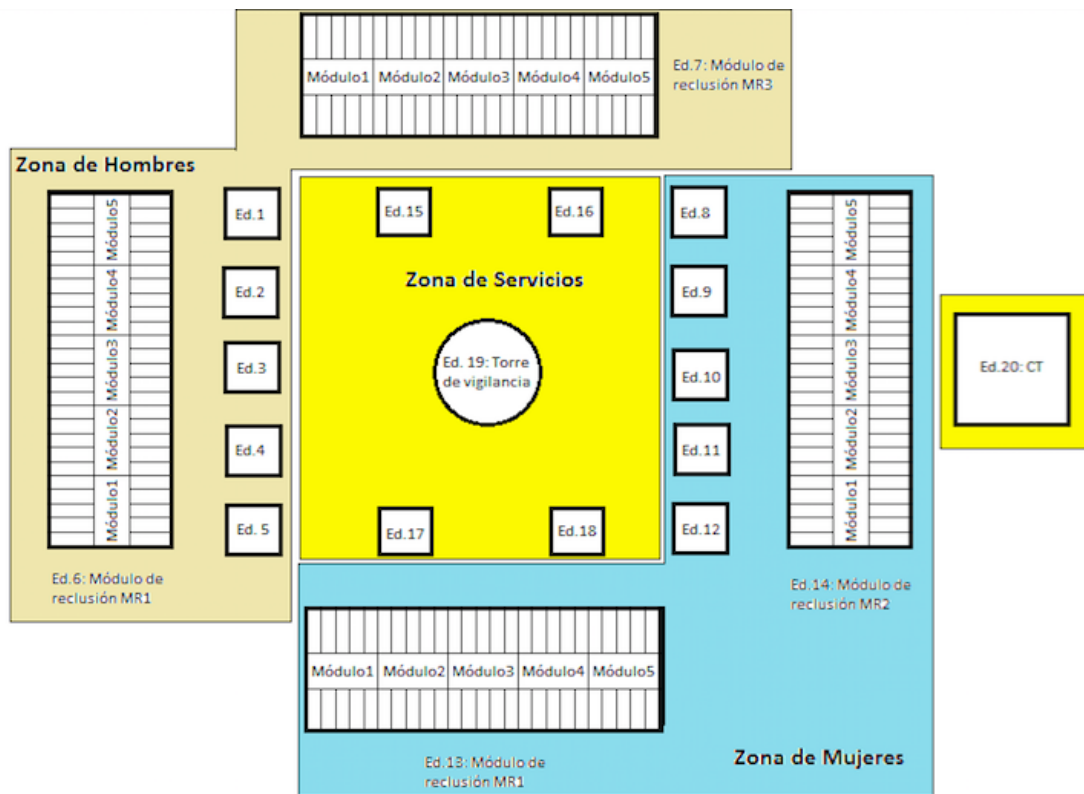 Módulo1 Módulo2 Módulo3 Módulo4 Módulo5
Ed.7: Módulo de
reclusión MR3
Zona de Hombres
Módulo5
Módulo4
Módulo3
Módulo2
Módulo1
Ed.1
Ed.2
Ed.3
Ed.4
Ed. 5
Ed.6: Módulo de
reclusión MR1
Ed.15
Ed.16
Zona de Servicios
Ed. 19: Torre
de vigilancia
Ed.17
Ed.18
Ed.8
Ed.9
Ed.10
Ed.11
Ed.12
Módulo5
Módulo4
Módulo3
Módulo2
Módulo1
Ed.14: Módulo de
reclusión MR2
Ed.20: CT
Módulo1 Módulo2 Módulo3 Módulo4 Módulo5
Ed.13: Módulo de
reclusión MR1
Zona de Mujeres